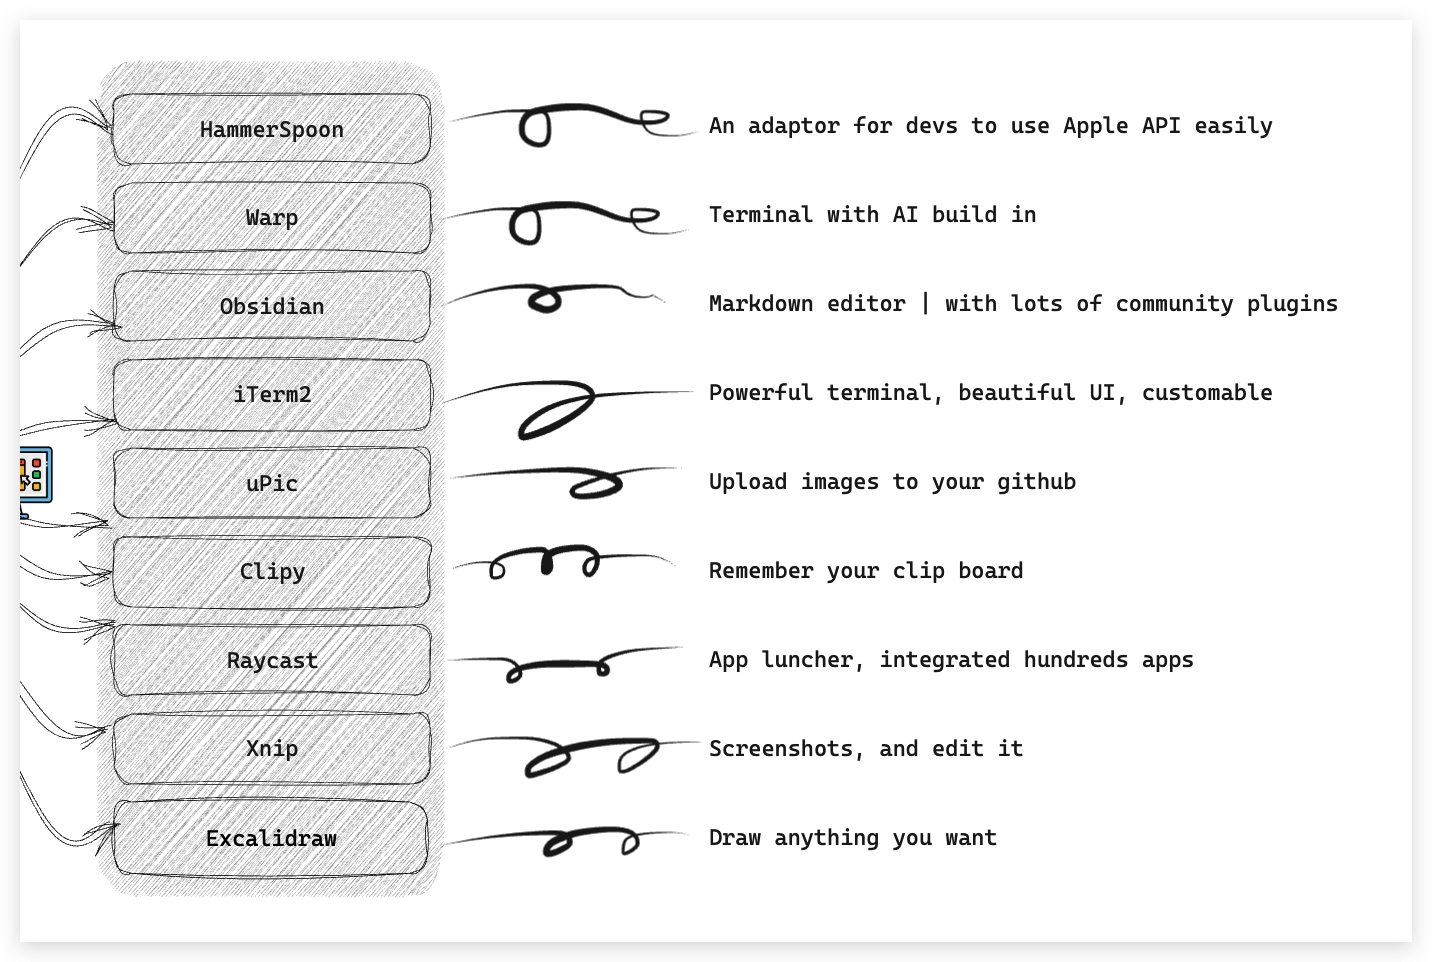 HammerSpoon An adaptor for devs to use Apple API easily
Warp Terminal with AI build in
Obsidian Markdown editor | with lots of community plugins
iTerm2 Powerful terminal, beautiful UI, customable
uPic Upload images to your github
Clipy Remember your clip board
Raycast App luncher, integrated hundreds apps
Xnip Screenshots, and edit it
Excalidraw Draw anything you want